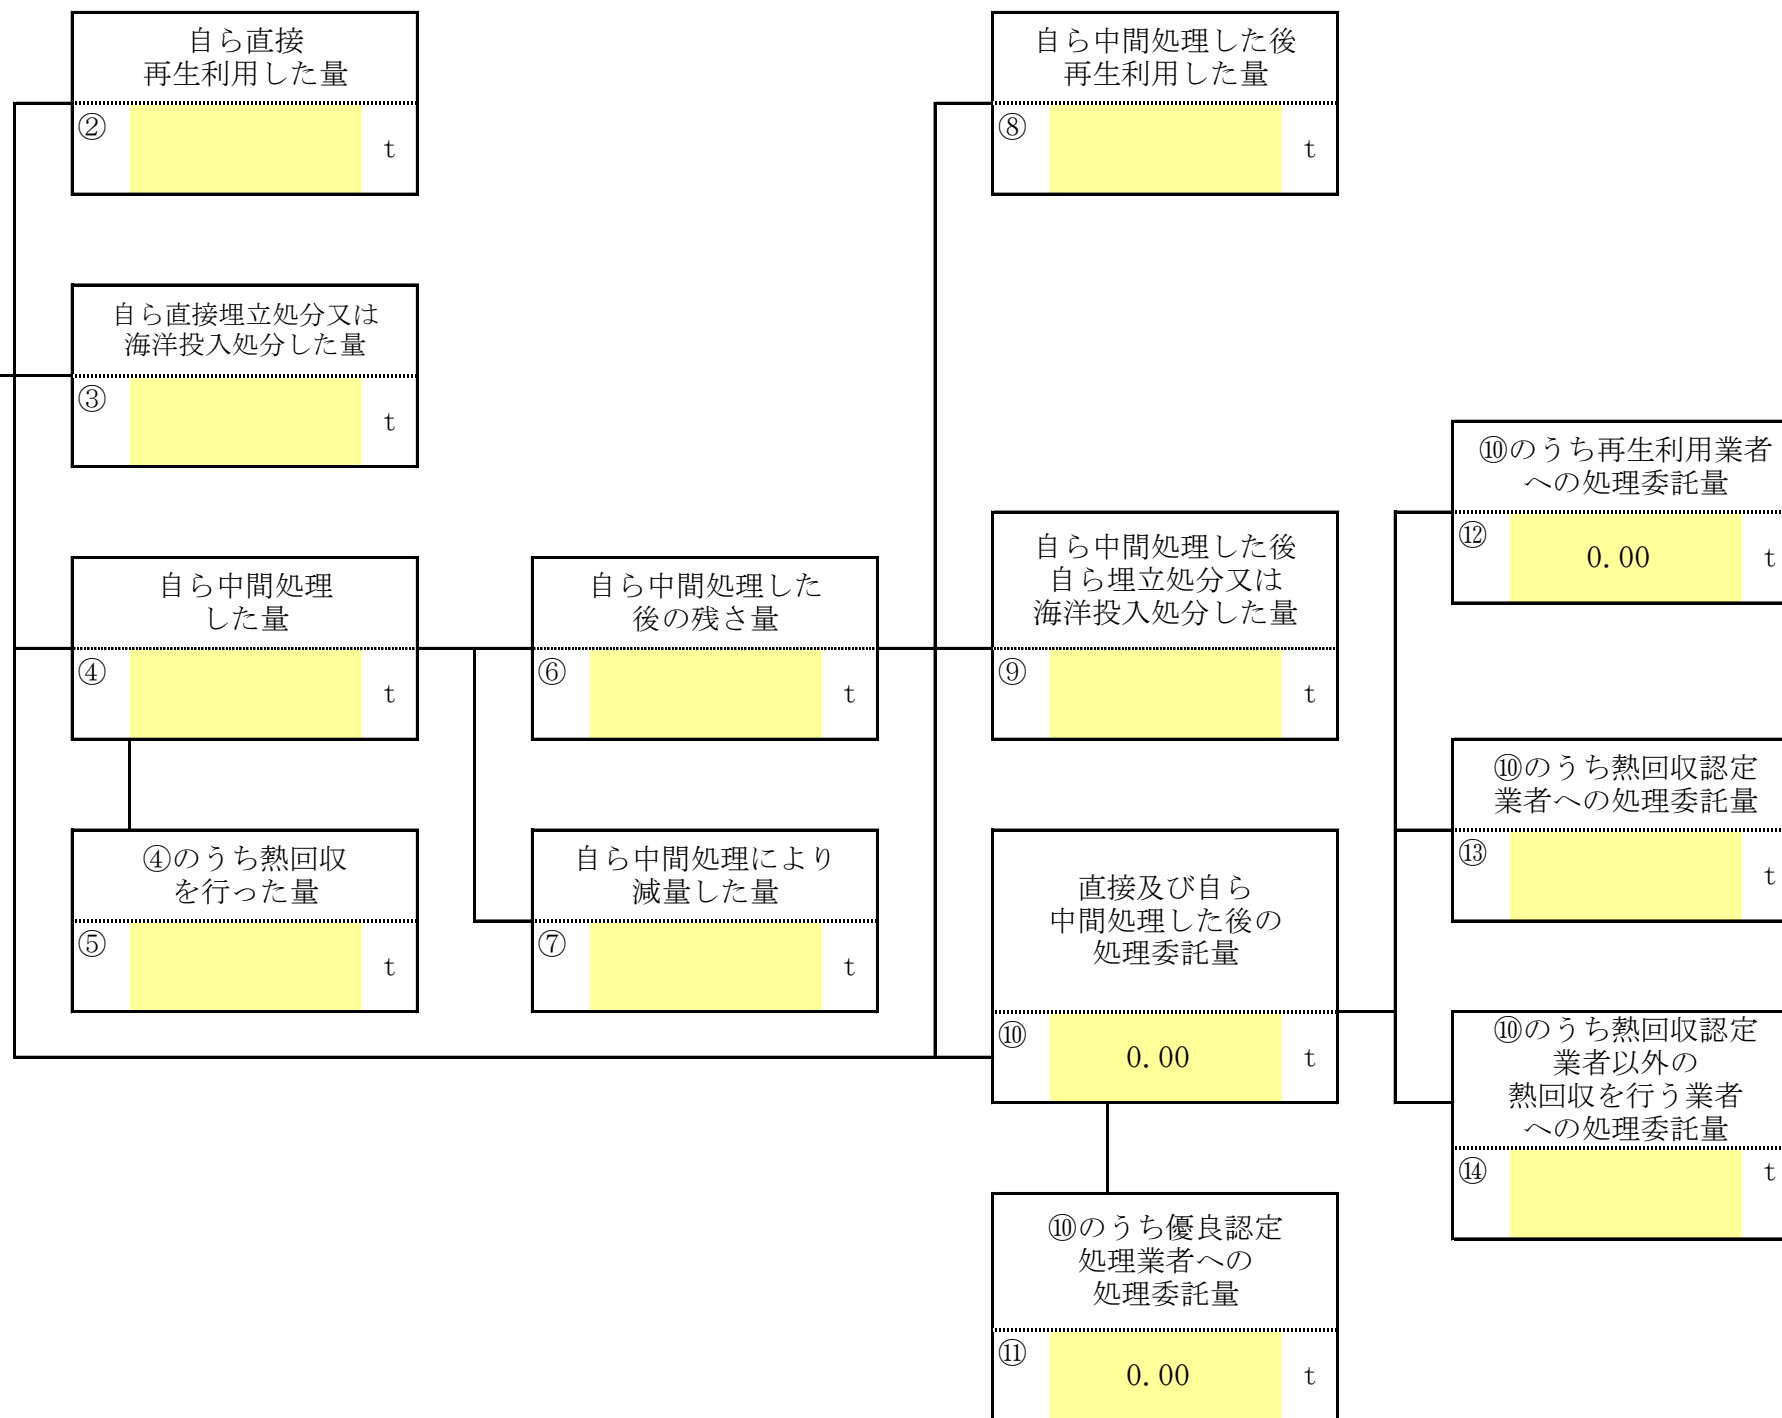 自ら直接
再生利用した量
②
t
自ら中間処理した後
再生利用した量
⑧
t
自ら直接埋立処分又は
海洋投入処分した量
③
t
⑩のうち再生利用業者
への処理委託量
⑫
0.00
t
自ら中間処理
した量
④
t
自ら中間処理した
後の残さ量
⑥
t
自ら中間処理した後
自ら埋立処分又は
海洋投入処分した量
⑨
t
⑩のうち熱回収認定
業者への処理委託量
⑬
t
④のうち熱回収
を行った量
⑤
t
自ら中間処理により
減量した量
⑦
t
直接及び自ら
中間処理した後の
処理委託量
⑩
0.00
t
⑩のうち熱回収認定
業者以外の
熱回収を行う業者
への処理委託量
⑭
t
⑩のうち優良認定
処理業者への
処理委託量
⑪
0.00
t